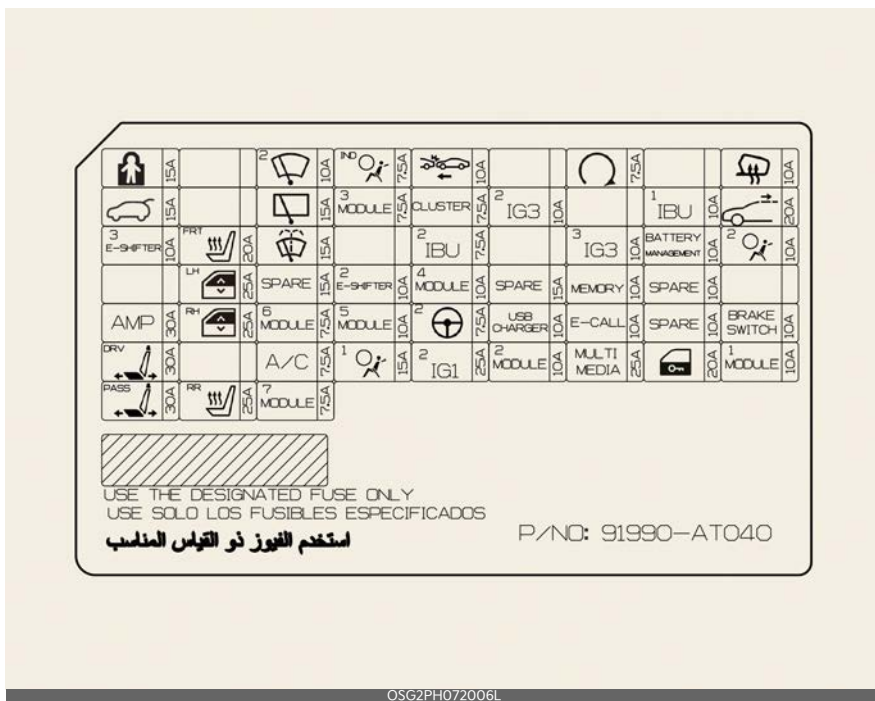 15A 2 10A IND 7.5A 10A 7.5A 10A
15A 15A 3 MODULE 7.5A CLUSTER 7.5A 2 IG3 10A 1 IBU 10A 20A
3 E-SHIFTER 10A FRT 20A 15A 2 IBU 7.5A 3 IG3 10A BATTERY MANAGEMENT 10A 2 10A
LH 25A SPARE 15A 2 E-SHIFTER 10A 4 MODULE 10A SPARE 15A MEMORY 10A SPARE 10A
AMP 30A RH 25A 6 MODULE 7.5A 5 MODULE 10A 2 7.5A USB CHARGER 10A E-CALL 10A SPARE 10A BRAKE SWITCH 10A
DRV 30A A/C 7.5A 1 15A 2 IG1 25A 2 MODULE 10A MULTI MEDIA 25A 20A 1 MODULE 10A
PASS 30A RR 25A 7 MODULE 7.5A
USE THE DESIGNATED FUSE ONLY
USE SOLO LOS FUSIBLES ESPECIFICADOS
استخدم الفيوز ذو القياس المناسب
P/NO: 91990-AT040
OSG2PH072006L